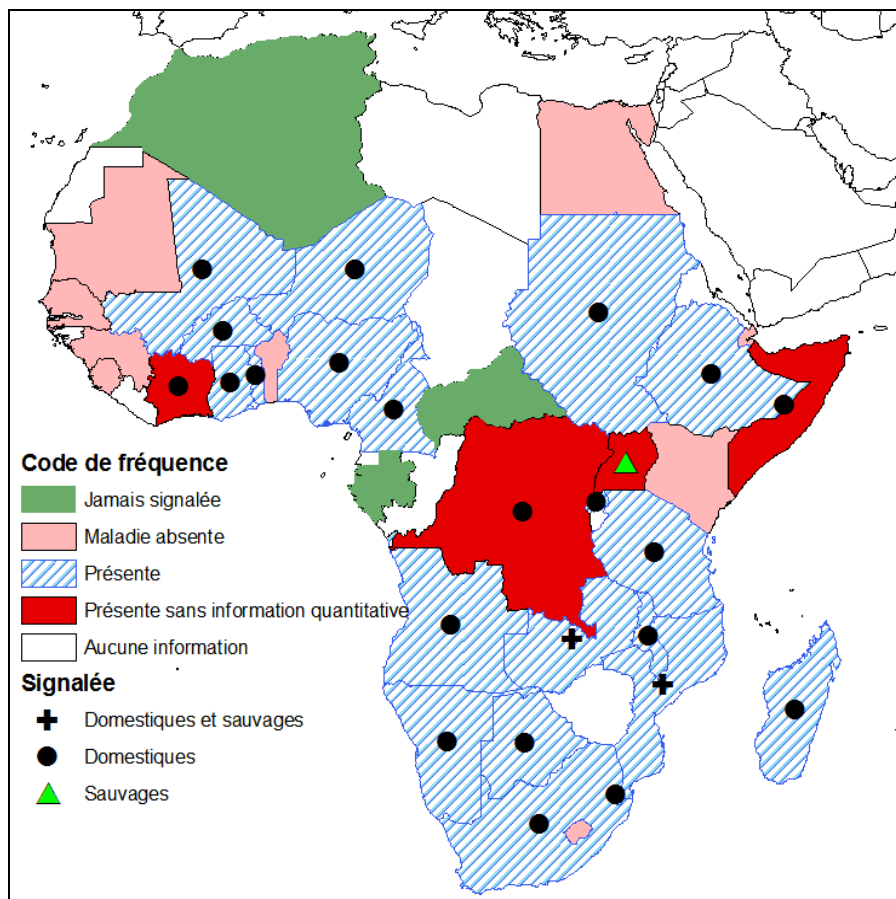 Code de fréquence
Jamais signalée
Maladie absente
Présente
Présente sans information quantitative
Aucune information
Signalée
Domestiques et sauvages
Domestiques
Sauvages